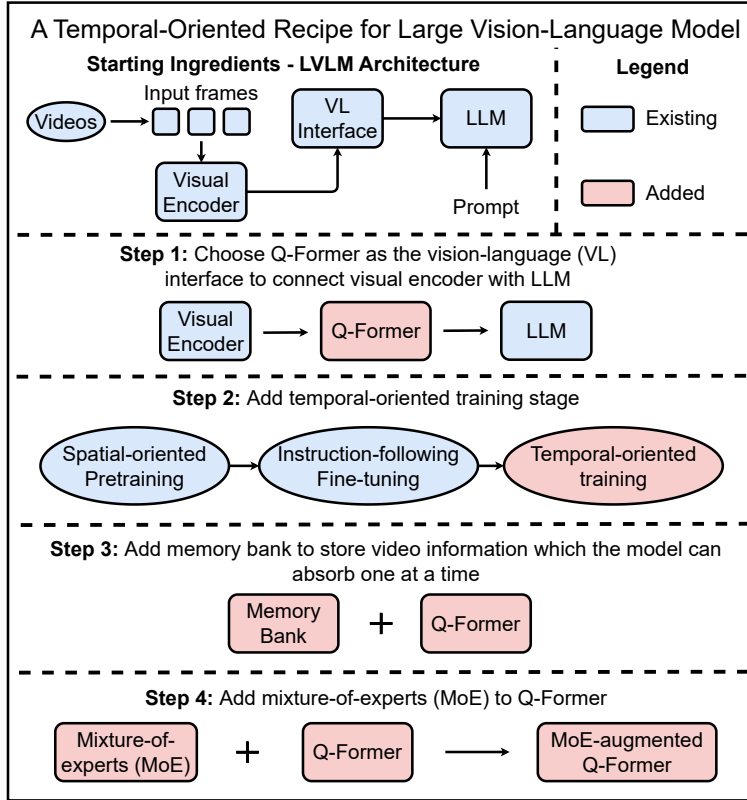 A Temporal-Oriented Recipe for Large Vision-Language Model
Starting Ingredients - LVLM Architecture
Legend
Input frames
Videos
VL
Interface
LLM
Existing
Visual
Encoder
Added
Prompt
Step 1: Choose Q-Former as the vision-language (VL)
interface to connect visual encoder with LLM
Visual
Encoder
Q-Former
LLM
Step 2: Add temporal-oriented training stage
Spatial-oriented
Pretraining
Instruction-following
Fine-tuning
Temporal-oriented
training
Step 3: Add memory bank to store video information which the model can
absorb one at a time
Memory
Bank
+
Q-Former
Step 4: Add mixture-of-experts (MoE) to Q-Former
Mixture-of-
experts (MoE)
+
Q-Former
MoE-augmented
Q-Former